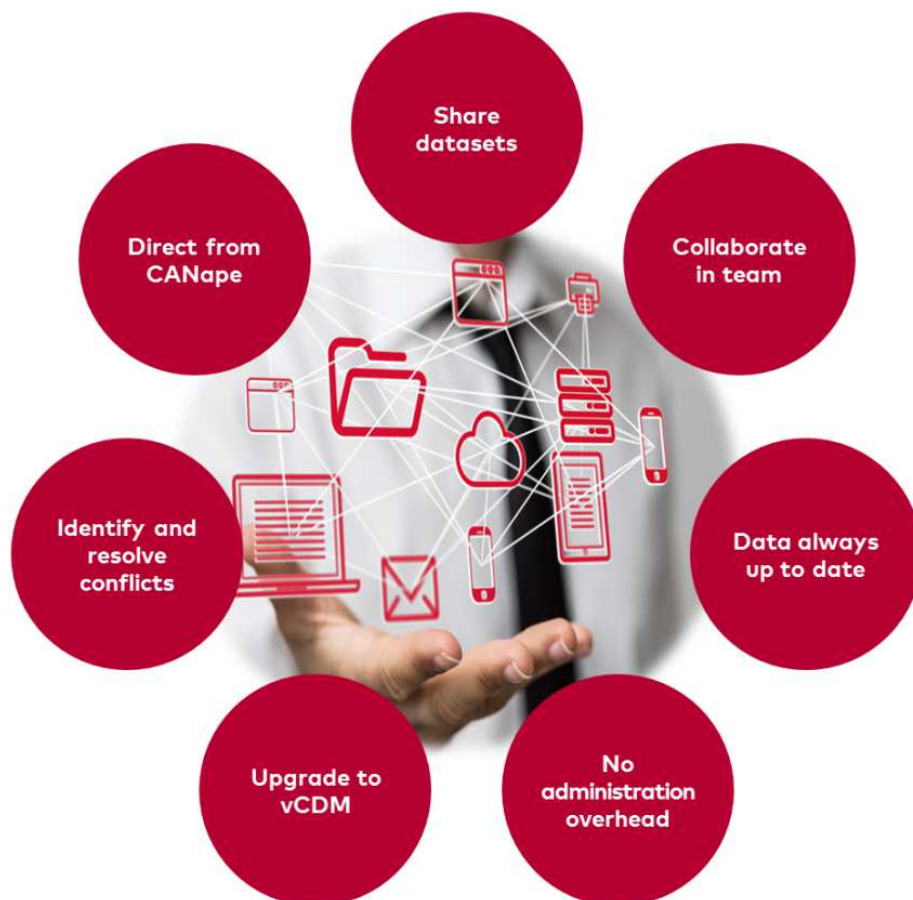 Share
datasets
Direct from
CANape
Collaborate
in team
Identify and
resolve
conflicts
Data always
up to date
Upgrade to
vCDM
No
administration
overhead